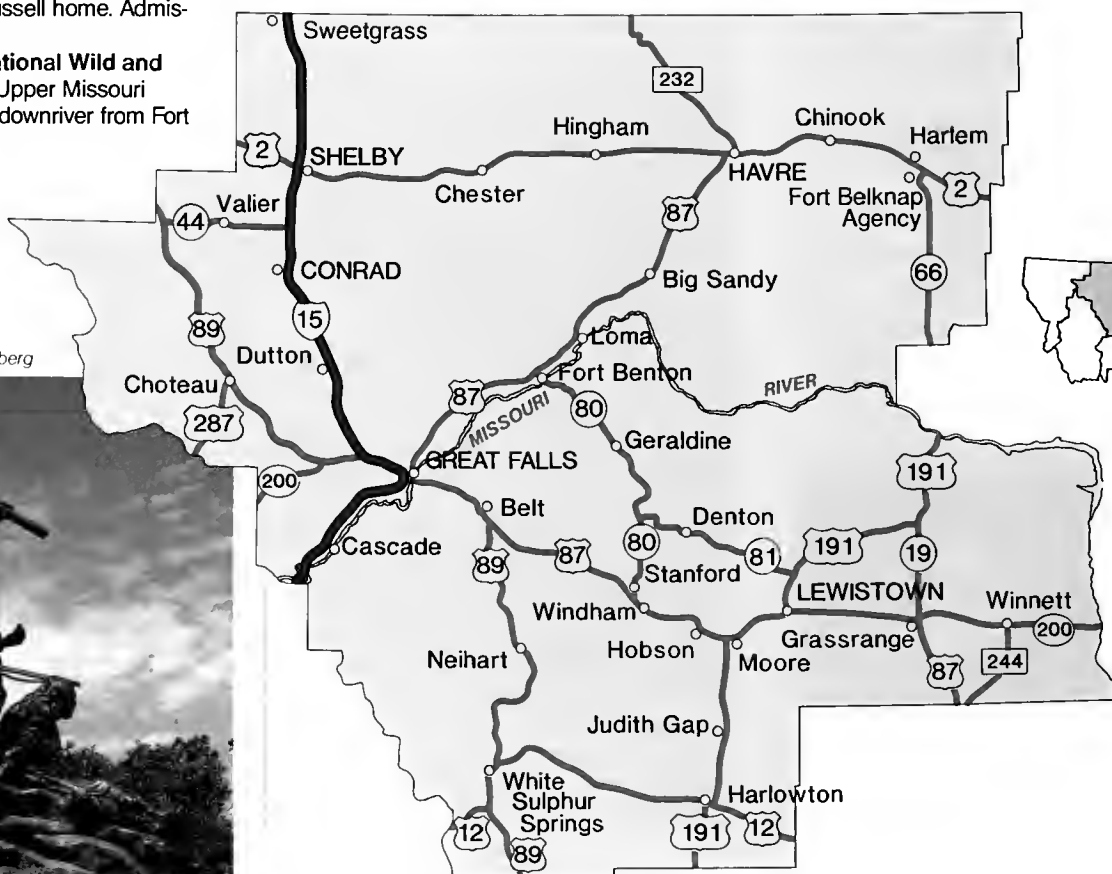 ussell home. Admis-
ational Wild and
Upper Missouri
downriver from Fort
berg
Sweetgrass
232
Hingham
Chinook
Harlem
2
SHELBY
Chester
HAVRE
Fort Belknap
Agency
2
Valier
44
87
66
CONRAD
Big Sandy
15
89
Loma
Dutton
Choteau
Fort Benton
RIVER
287
87
MISSOURI
80
Geraldine
GREAT FALLS
200
191
Belt
Denton
Cascade
80
81
191
19
89
87
Stanford
LEWISTOWN
Winnett
Windham
Grassrange
200
Hobson
Moore
Neihart
87
244
Judith Gap
White
Sulphur
Springs
Harlowton
12
191
12
89